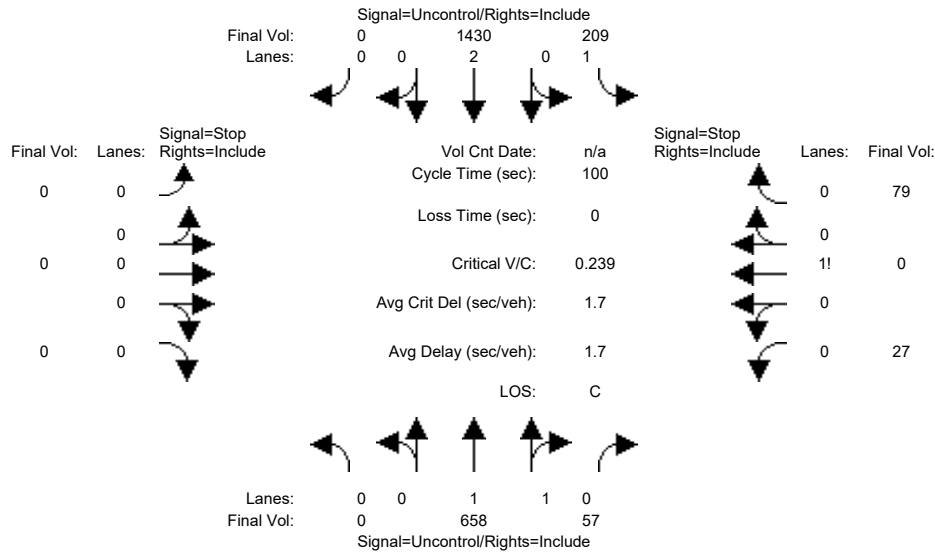 Signal=Uncontrol/Rights=Include
Final Vol: 0 1430 209
Lanes: 0 0 2 0 1
Signal=Stop
Final Vol: Lanes: Rights=Include
Vol Cnt Date: n/a
Signal=Stop
Rights=Include Lanes: Final Vol:
Cycle Time (sec): 100
0 0
0 79
Loss Time (sec): 0
0
0
0 0
Critical V/C: 0.239
1! 0
0
Avg Crit Del (sec/veh): 1.7
0
0 0
Avg Delay (sec/veh): 1.7
0 27
LOS: C
Lanes: 0 0 1 1 0
Final Vol: 0 658 57
Signal=Uncontrol/Rights=Include